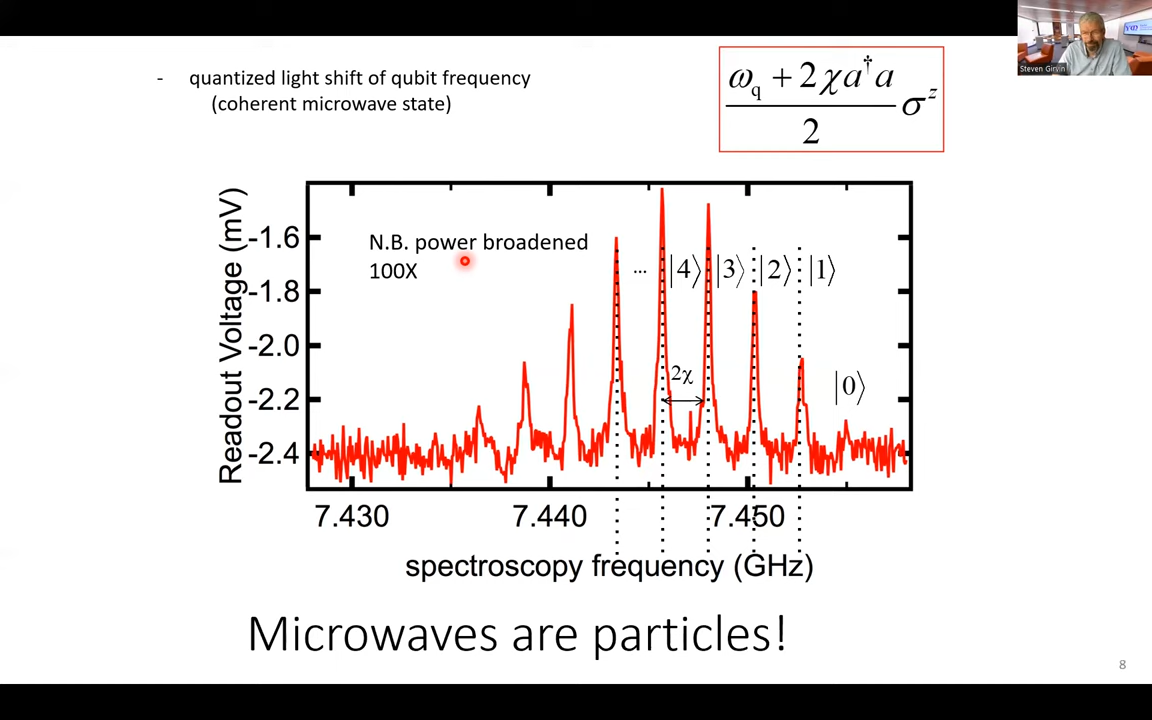 Steven Girvin
- quantized light shift of qubit frequency
(coherent microwave state)
ω_q + 2χa†a
2
σ^z
Readout Voltage (mV)
-1.6
-1.8
-2.0
-2.2
-2.4
N.B. power broadened
100X
... |4⟩ |3⟩ |2⟩ |1⟩
2χ
|0⟩
7.430 7.440 7.450
spectroscopy frequency (GHz)
Microwaves are particles!
8